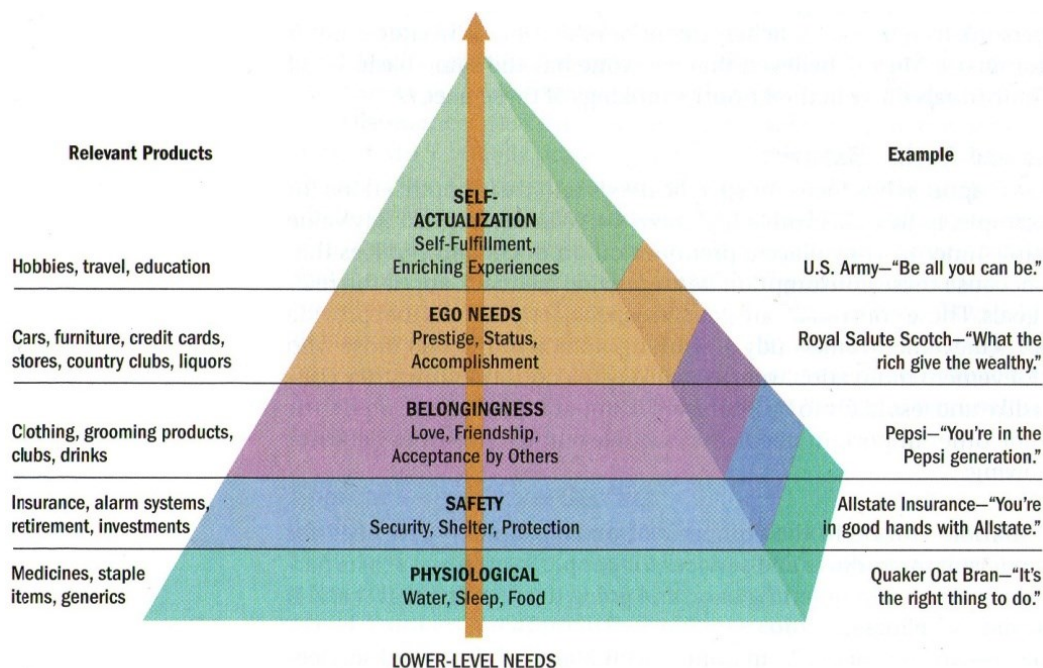 Relevant Products
Example
SELF-
ACTUALIZATION
Self-Fulfillment,
Enriching Experiences
Hobbies, travel, education
U.S. Army—“Be all you can be.”
EGO NEEDS
Prestige, Status,
Accomplishment
Cars, furniture, credit cards,
stores, country clubs, liquors
Royal Salute Scotch—“What the
rich give the wealthy.”
BELONGINGNESS
Love, Friendship,
Acceptance by Others
Clothing, grooming products,
clubs, drinks
Pepsi—“You’re in the
Pepsi generation.”
SAFETY
Security, Shelter, Protection
Insurance, alarm systems,
retirement, investments
Allstate Insurance—“You’re
in good hands with Allstate.”
PHYSIOLOGICAL
Water, Sleep, Food
Medicines, staple
items, generics
Quaker Oat Bran—“It’s
the right thing to do.”
LOWER-LEVEL NEEDS